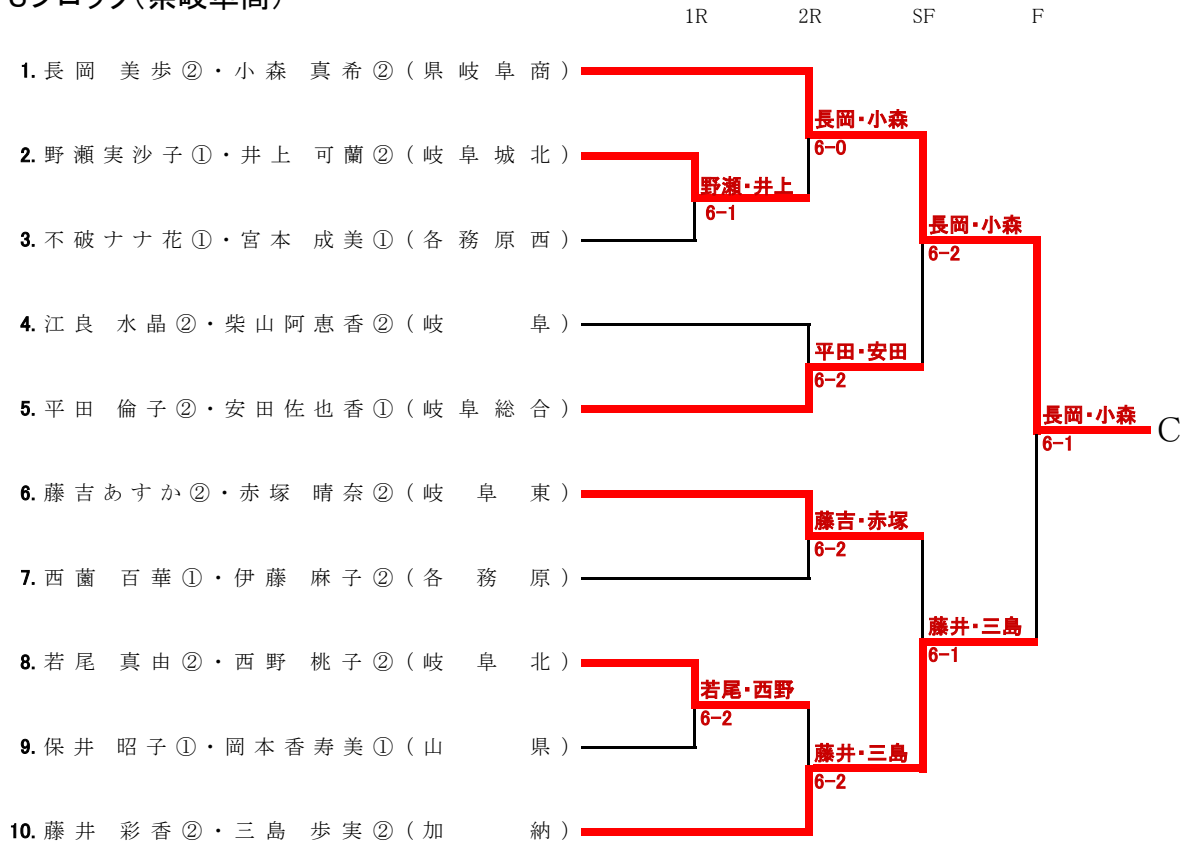 Cブロック(県岐阜商)
1R 2R SF F
1. 長岡 美歩②・小森 真希②(県岐阜商)
長岡・小森
6-0
2. 野瀬実沙子①・井上 可蘭②(岐阜城北)
野瀬・井上
6-1
3. 不破ナナ花①・宮本 成美①(各務原西)
長岡・小森
6-2
4. 江良 水晶②・柴山阿恵香②(岐阜)
平田・安田
6-2
5. 平田 倫子②・安田佐也香①(岐阜総合)
長岡・小森
6-1
C
6. 藤吉あすか②・赤塚 晴奈②(岐阜東)
藤吉・赤塚
6-2
7. 西薗 百華①・伊藤 麻子②(各務原)
藤井・三島
6-1
8. 若尾 真由②・西野 桃子②(岐阜北)
若尾・西野
6-2
9. 保井 昭子①・岡本香寿美①(山県)
藤井・三島
6-2
10. 藤井 彩香②・三島 歩実②(加納)